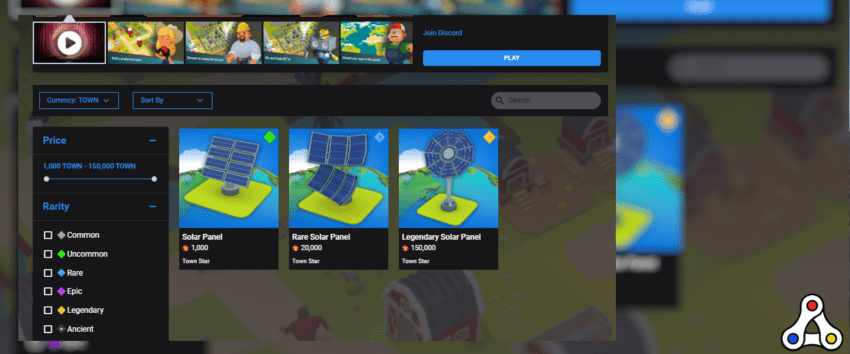 Join Discord
PLAY
Currency: TOWN
Sort By
Search
Price
1,000 TOWN - 150,000 TOWN
Rarity
Common
Uncommon
Rare
Epic
Legendary
Ancient
Solar Panel
1,000
Town Star
Rare Solar Panel
20,000
Town Star
Legendary Solar Panel
150,000
Town Star